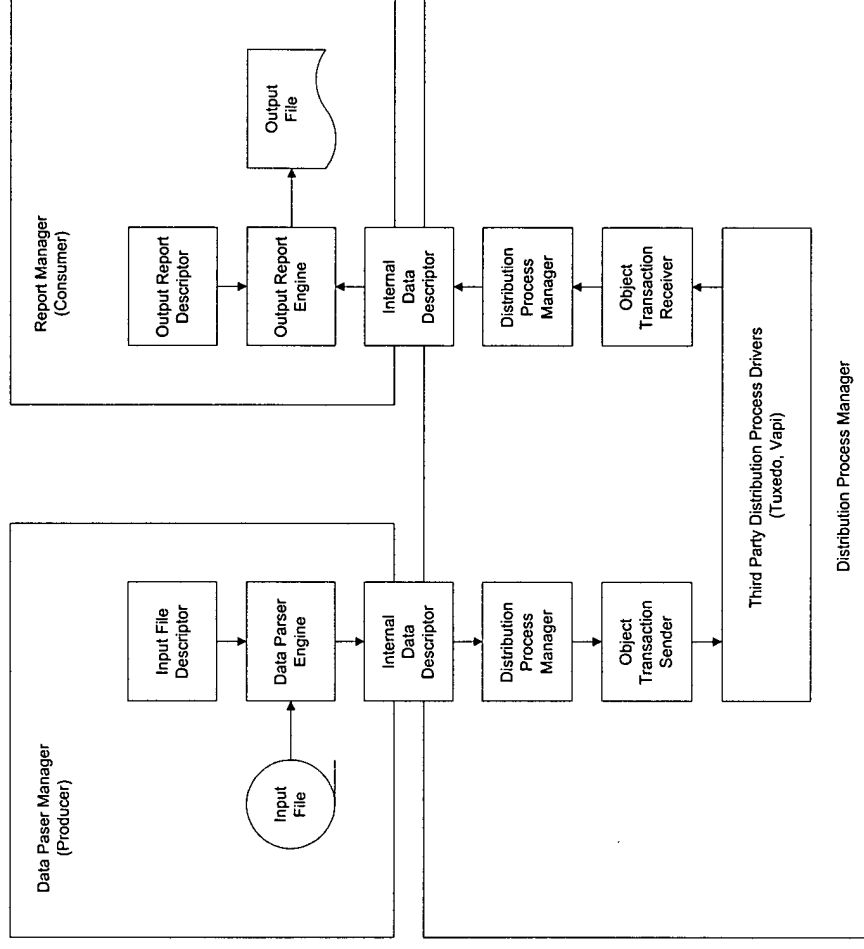 Data Paser Manager
(Producer)
Input File
Descriptor
Input
File
Data Parser
Engine
Internal
Data
Descriptor
Distribution
Process
Manager
Object
Transaction
Sender
Report Manager
(Consumer)
Output Report
Descriptor
Output Report
Engine
Output
File
Internal
Data
Descriptor
Distribution
Process
Manager
Object
Transaction
Receiver
Third Party Distribution Process Drivers
(Tuxedo, Vapi)
Distribution Process Manager